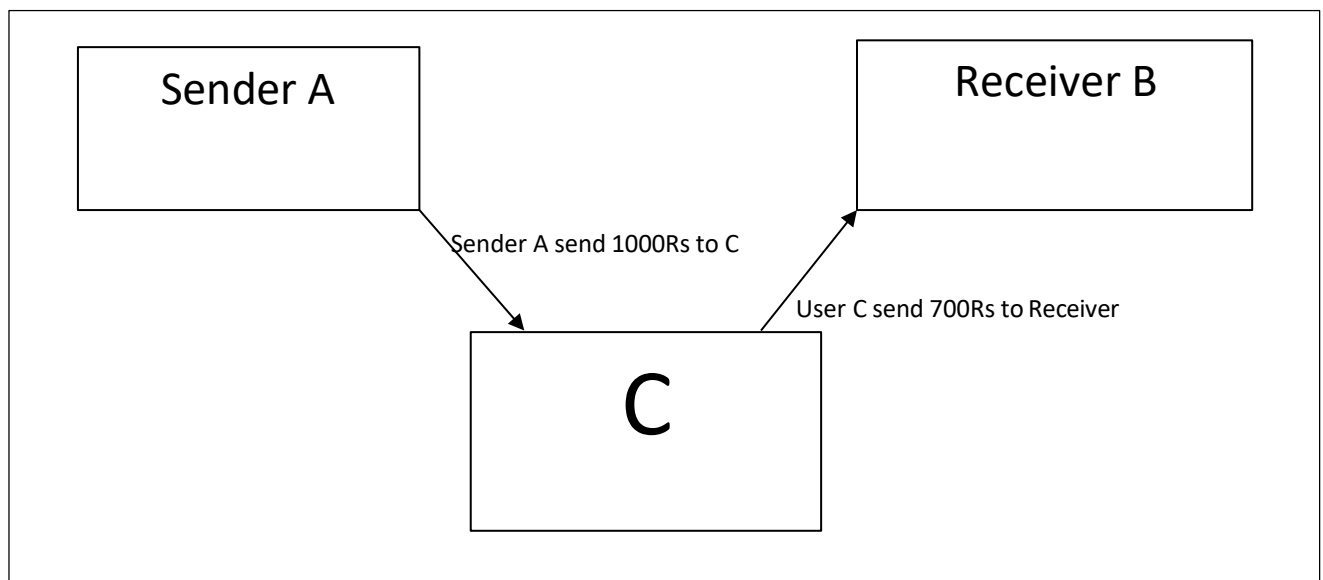 Sender A
Receiver B
Sender A send 1000Rs to C
User C send 700Rs to Receiver
C